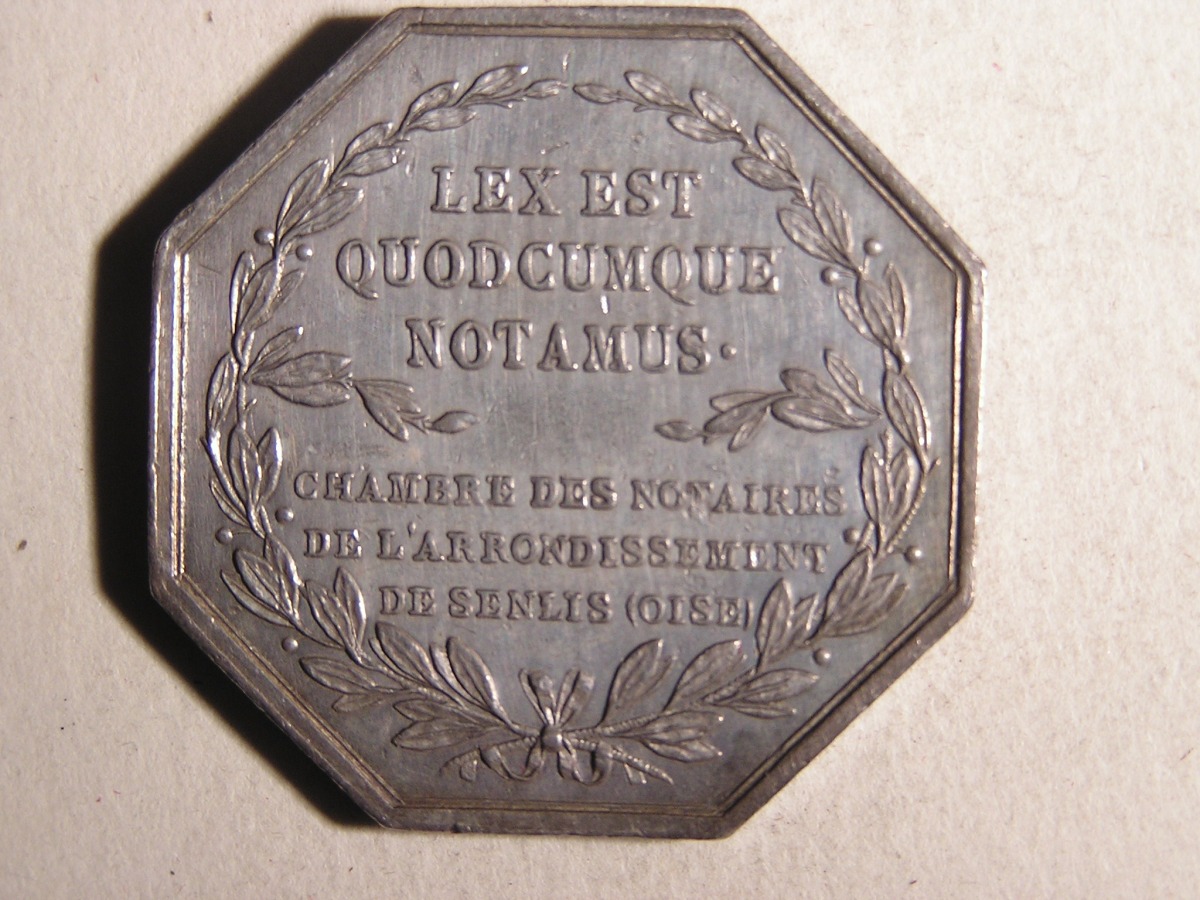 LEX EST
QUODCUMQUE
NOTAMUS.
CHAMBRE DES NOTAIRES
DE L'ARRONDISSEMENT
DE SENLIS (OISE)